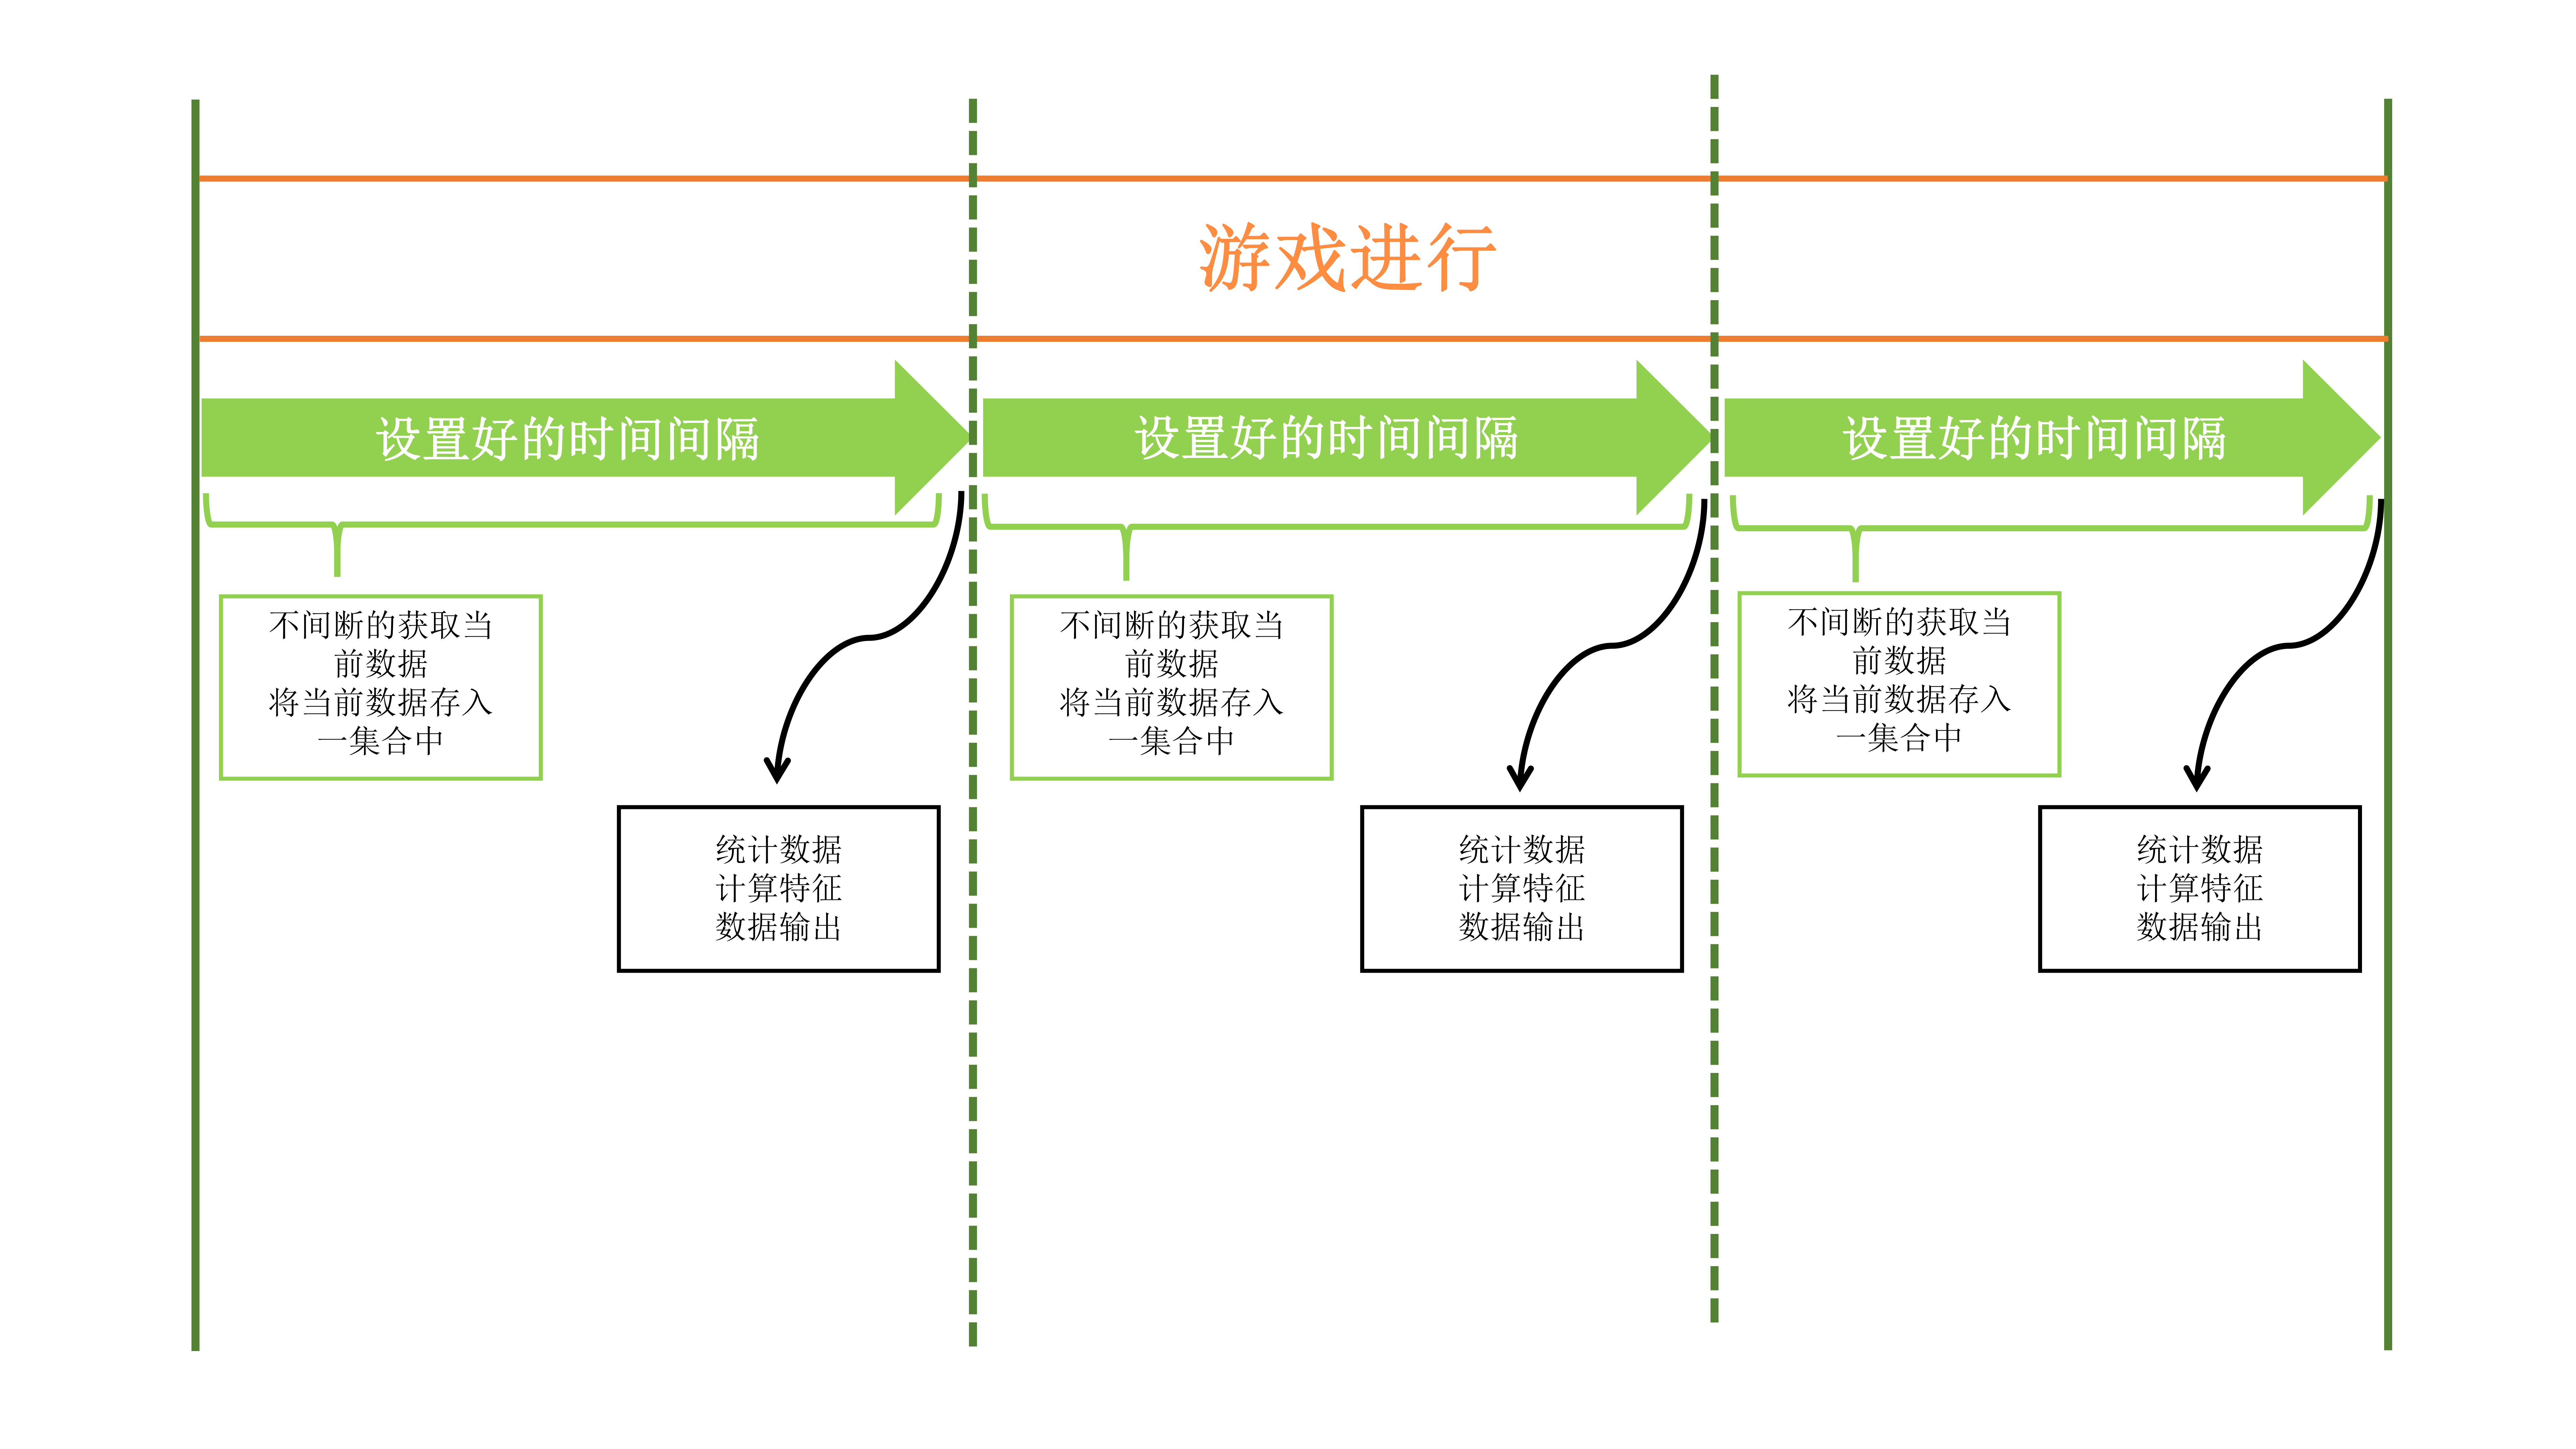 游戏进行
设置好的时间间隔
设置好的时间间隔
设置好的时间间隔
不间断的获取当
前数据
将当前数据存入
一集合中
不间断的获取当
前数据
将当前数据存入
一集合中
不间断的获取当
前数据
将当前数据存入
一集合中
统计数据
计算特征
数据输出
统计数据
计算特征
数据输出
统计数据
计算特征
数据输出